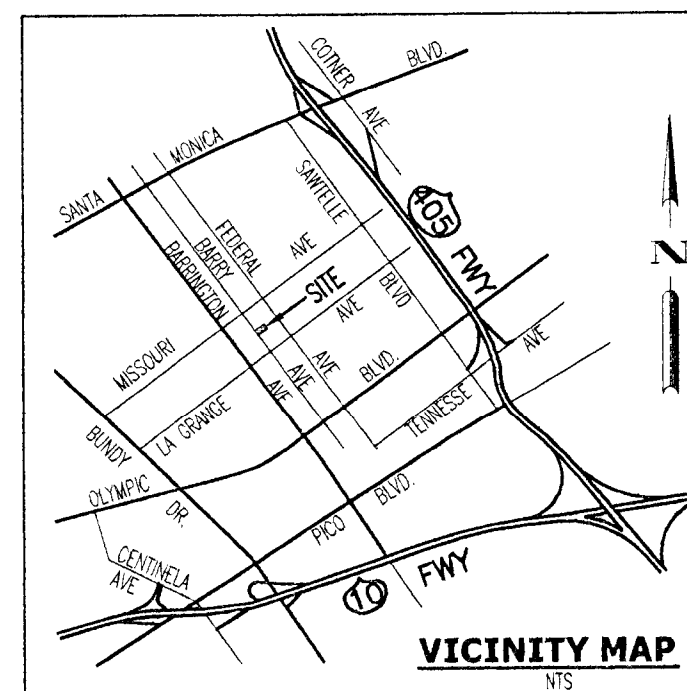 COTNER AVE
BLVD.
MONICA
SANTA
SAWTELLE
BLVD
405 FWY
FEDERAL
AVE
BARRY
AVE
BARRINGTON
AVE
AVE
SITE
AVE
MISSOURI
LA GRANGE
BLVD.
TENNESSE
AVE
BUNDY
DR.
OLYMPIC
PICO
BLVD.
CENTINELA
AVE
10 FWY
N
VICINITY MAP
NTS